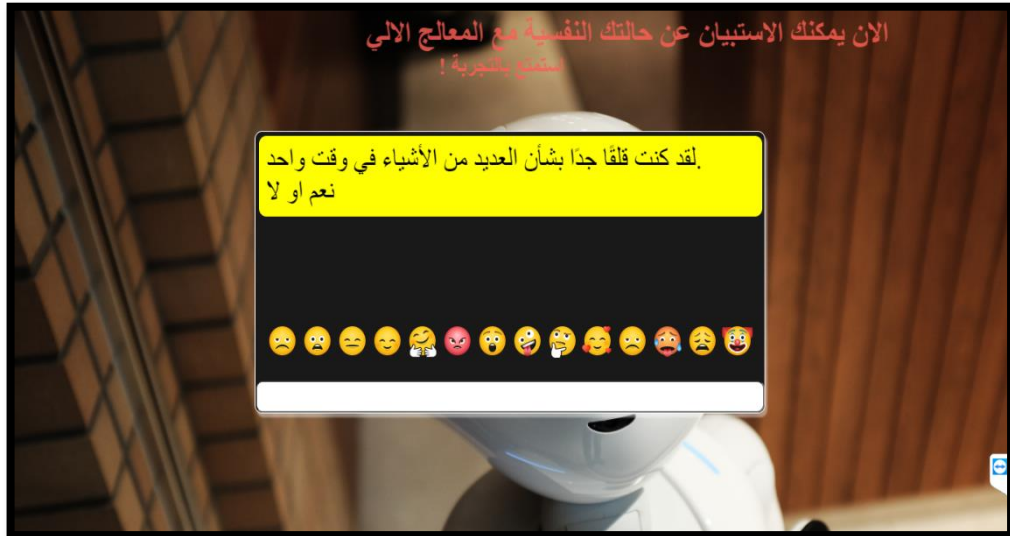 الان يمكنك الاستبيان عن حالتك النفسية مع المعالج الالي
استمتع بالتجربة !
.لقد كنت قلقًا جدًا بشأن العديد من الأشياء في وقت واحد
نعم او لا